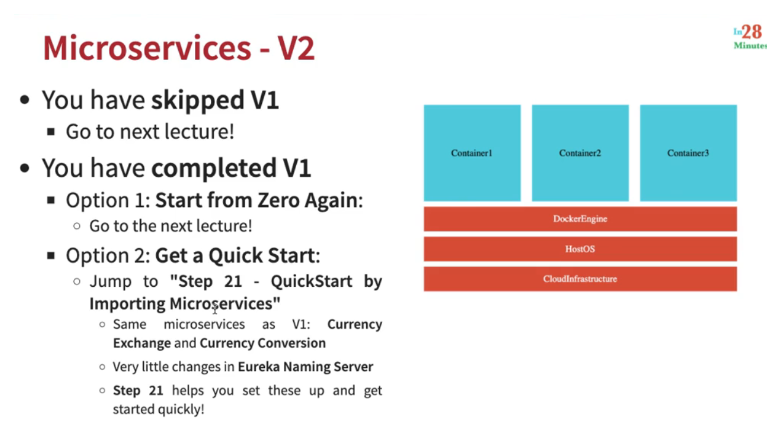 Microservices - V2
In28
Minutes
You have skipped V1
Go to next lecture!
You have completed V1
Option 1: Start from Zero Again:
Go to the next lecture!
Option 2: Get a Quick Start:
Jump to "Step 21 - QuickStart by
Importing Microservices"
Same microservices as V1: Currency
Exchange and Currency Conversion
Very little changes in Eureka Naming Server
Step 21 helps you set these up and get
started quickly!
Container1
Container2
Container3
DockerEngine
HostOS
CloudInfrastructure